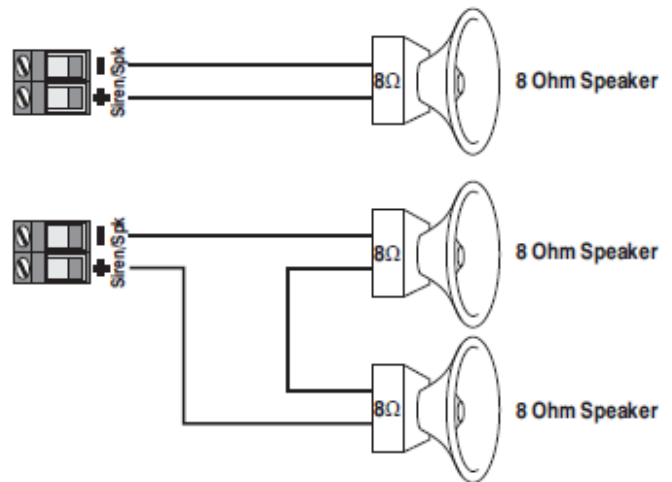 -
+
Siren/Spk
8Ω
8 Ohm Speaker
-
+
Siren/Spk
8Ω
8 Ohm Speaker
8Ω
8 Ohm Speaker